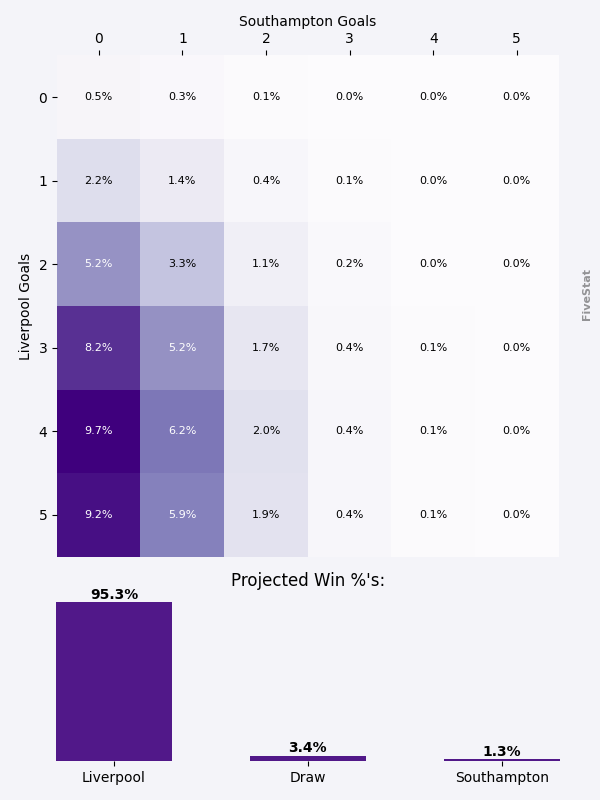 Southampton Goals
0 1 2 3 4 5
0 0.5% 0.3% 0.1% 0.0% 0.0% 0.0%
1 2.2% 1.4% 0.4% 0.1% 0.0% 0.0%
2 5.2% 3.3% 1.1% 0.2% 0.0% 0.0%
3 8.2% 5.2% 1.7% 0.4% 0.1% 0.0%
4 9.7% 6.2% 2.0% 0.4% 0.1% 0.0%
5 9.2% 5.9% 1.9% 0.4% 0.1% 0.0%
Liverpool Goals
FiveStat
Projected Win %'s:
95.3% 3.4% 1.3%
Liverpool Draw Southampton